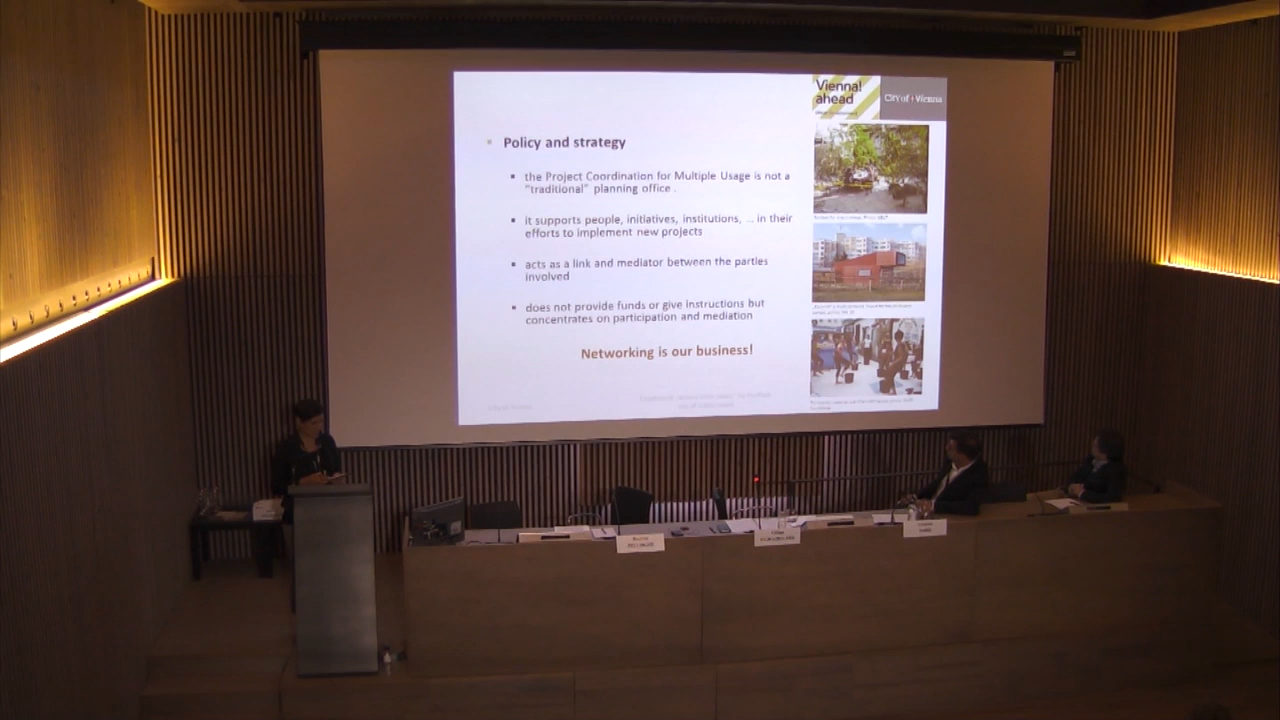 Vienna!
ahead
City of Vienna
Policy and strategy
the Project Coordination for Multiple Usage is not a
"traditional" planning office .
it supports people, initiatives, institutions, ... in their
efforts to implement new projects
acts as a link and mediator between the parties
involved
does not provide funds or give instructions but
concentrates on participation and mediation
Networking is our business!